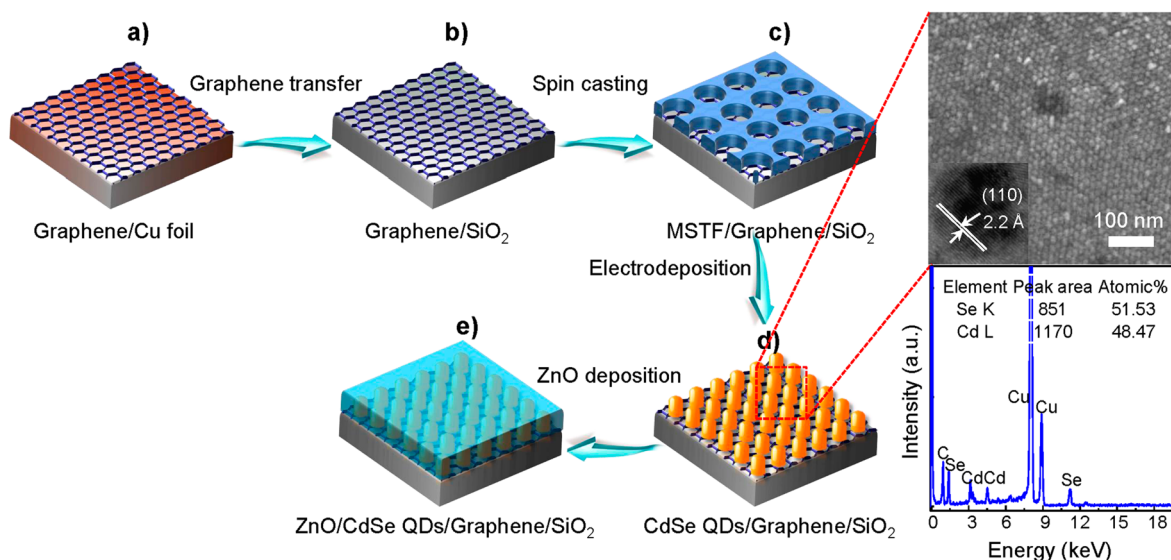 a)
b)
c)
Graphene transfer
Spin casting
Graphene/Cu foil
Graphene/SiO₂
MSTF/Graphene/SiO₂
(110)
2.2 Å
100 nm
Electrodeposition
e)
d)
ZnO deposition
ZnO/CdSe QDs/Graphene/SiO₂
CdSe QDs/Graphene/SiO₂
Element Peak area Atomic%
Se K 851 51.53
Cd L 1170 48.47
Intensity (a.u.)
C
Se
Cd
Cd
Cu
Cu
Se
0 3 6 9 12 15 18
Energy (keV)